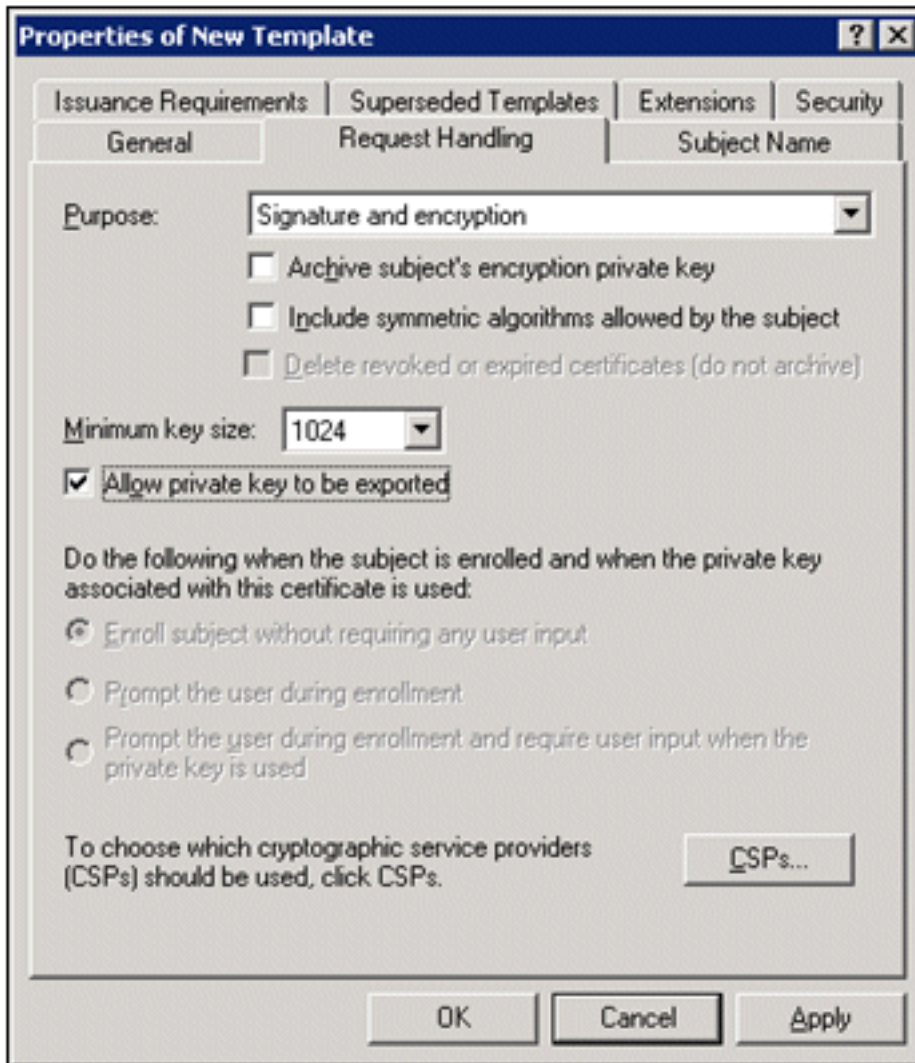 Properties of New Template
Issuance Requirements
Superseded Templates
Extensions
Security
General
Request Handling
Subject Name
Purpose:
Signature and encryption
Archive subject's encryption private key
Include symmetric algorithms allowed by the subject
Delete revoked or expired certificates (do not archive)
Minimum key size:
1024
Allow private key to be exported
Do the following when the subject is enrolled and when the private key
associated with this certificate is used:
Enroll subject without requiring any user input
Prompt the user during enrollment
Prompt the user during enrollment and require user input when the
private key is used
To choose which cryptographic service providers
(CSPs) should be used, click CSPs.
CSPs...
OK
Cancel
Apply